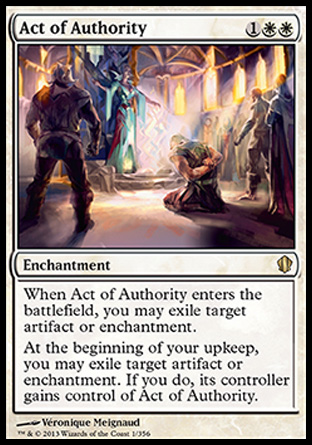 Act of Authority 1
Enchantment
When Act of Authority enters the
battlefield, you may exile target
artifact or enchantment.
At the beginning of your upkeep,
you may exile target artifact or
enchantment. If you do, its controller
gains control of Act of Authority.
Véronique Meignaud
™ & © 2013 Wizards of the Coast 1/356